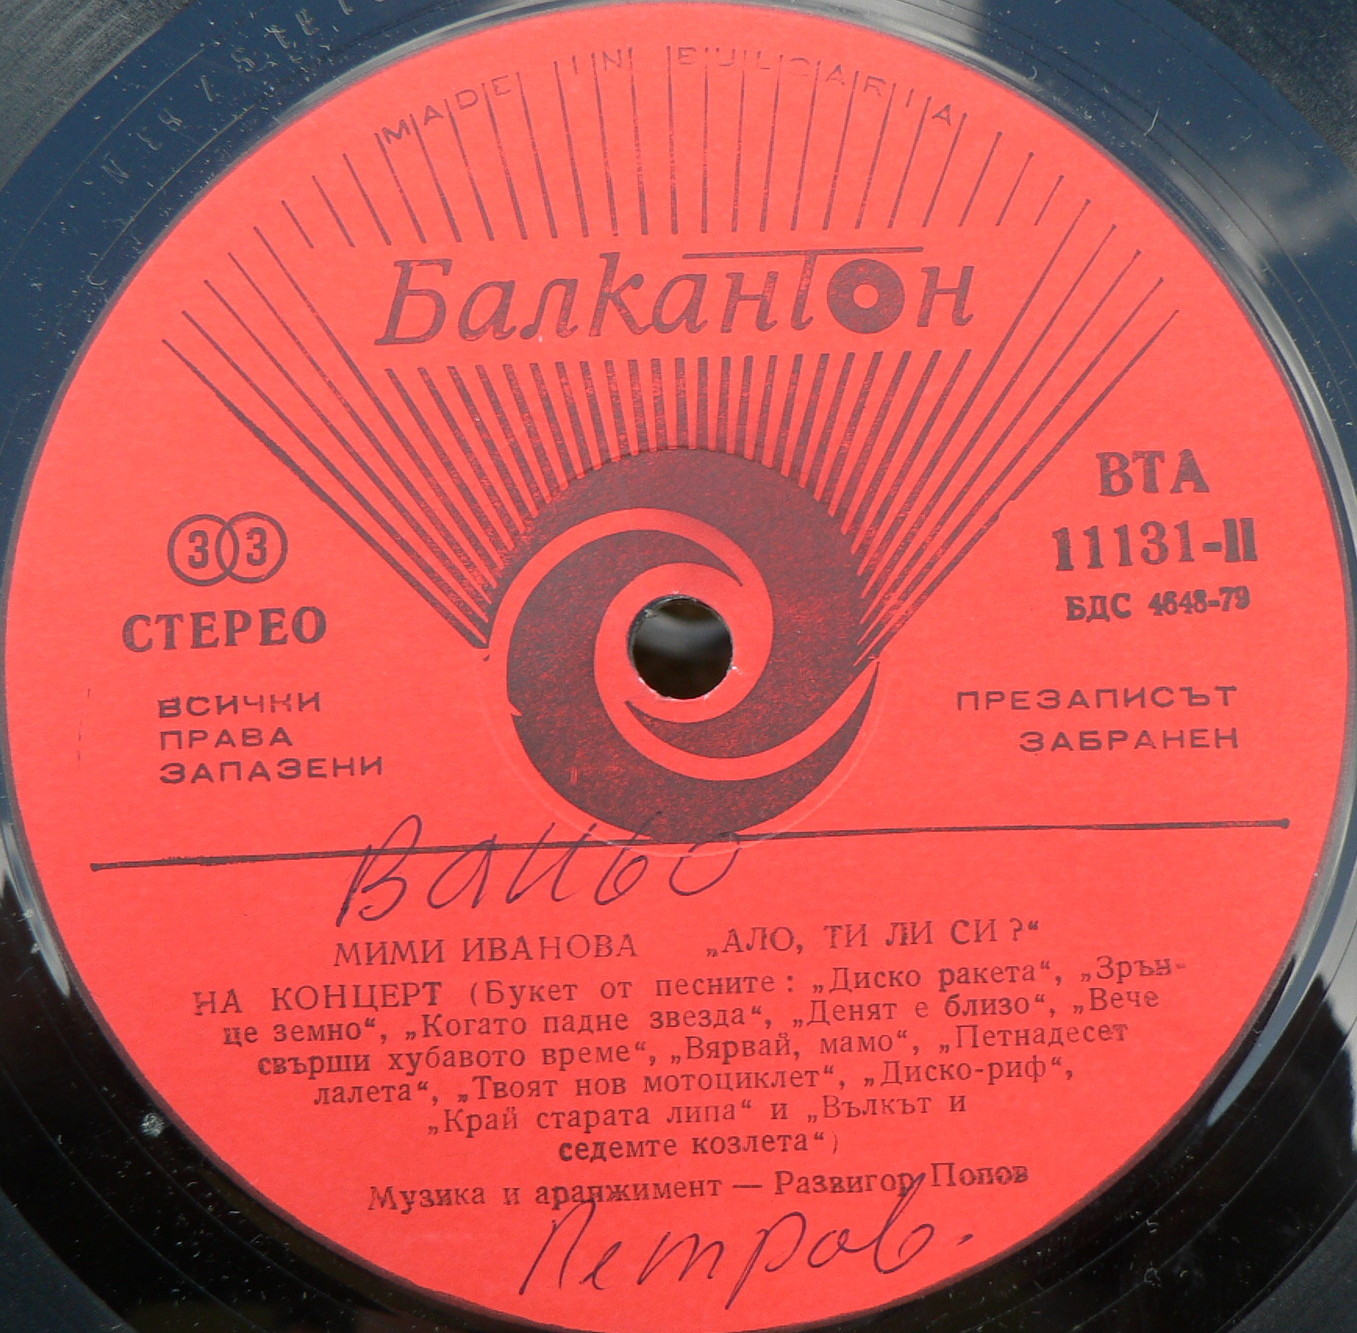 MADE IN BULGARIA
Балкантон
33
СТЕРЕО
ВСИЧКИ
ПРАВА
ЗАПАЗЕНИ
ВТА
11131-II
БДС 4648-79
ПРЕЗАПИСЪТ
ЗАБРАНЕН
Ваньо
МИМИ ИВАНОВА „АЛО, ТИ ЛИ СИ?“
НА КОНЦЕРТ (Букет от песните: „Диско ракета“, „Зрън-
це земно“, „Когато падне звезда“, „Денят е близо“, „Вече
свърши хубавото време“, „Вярвай, мамо“, „Петнадесет
лалета“, „Твоят нов мотоциклет“, „Диско-риф“,
„Край старата липа“ и „Вълкът и
седемте козлета“)
Музика и аранжимент — Развигор Попов
Петров.